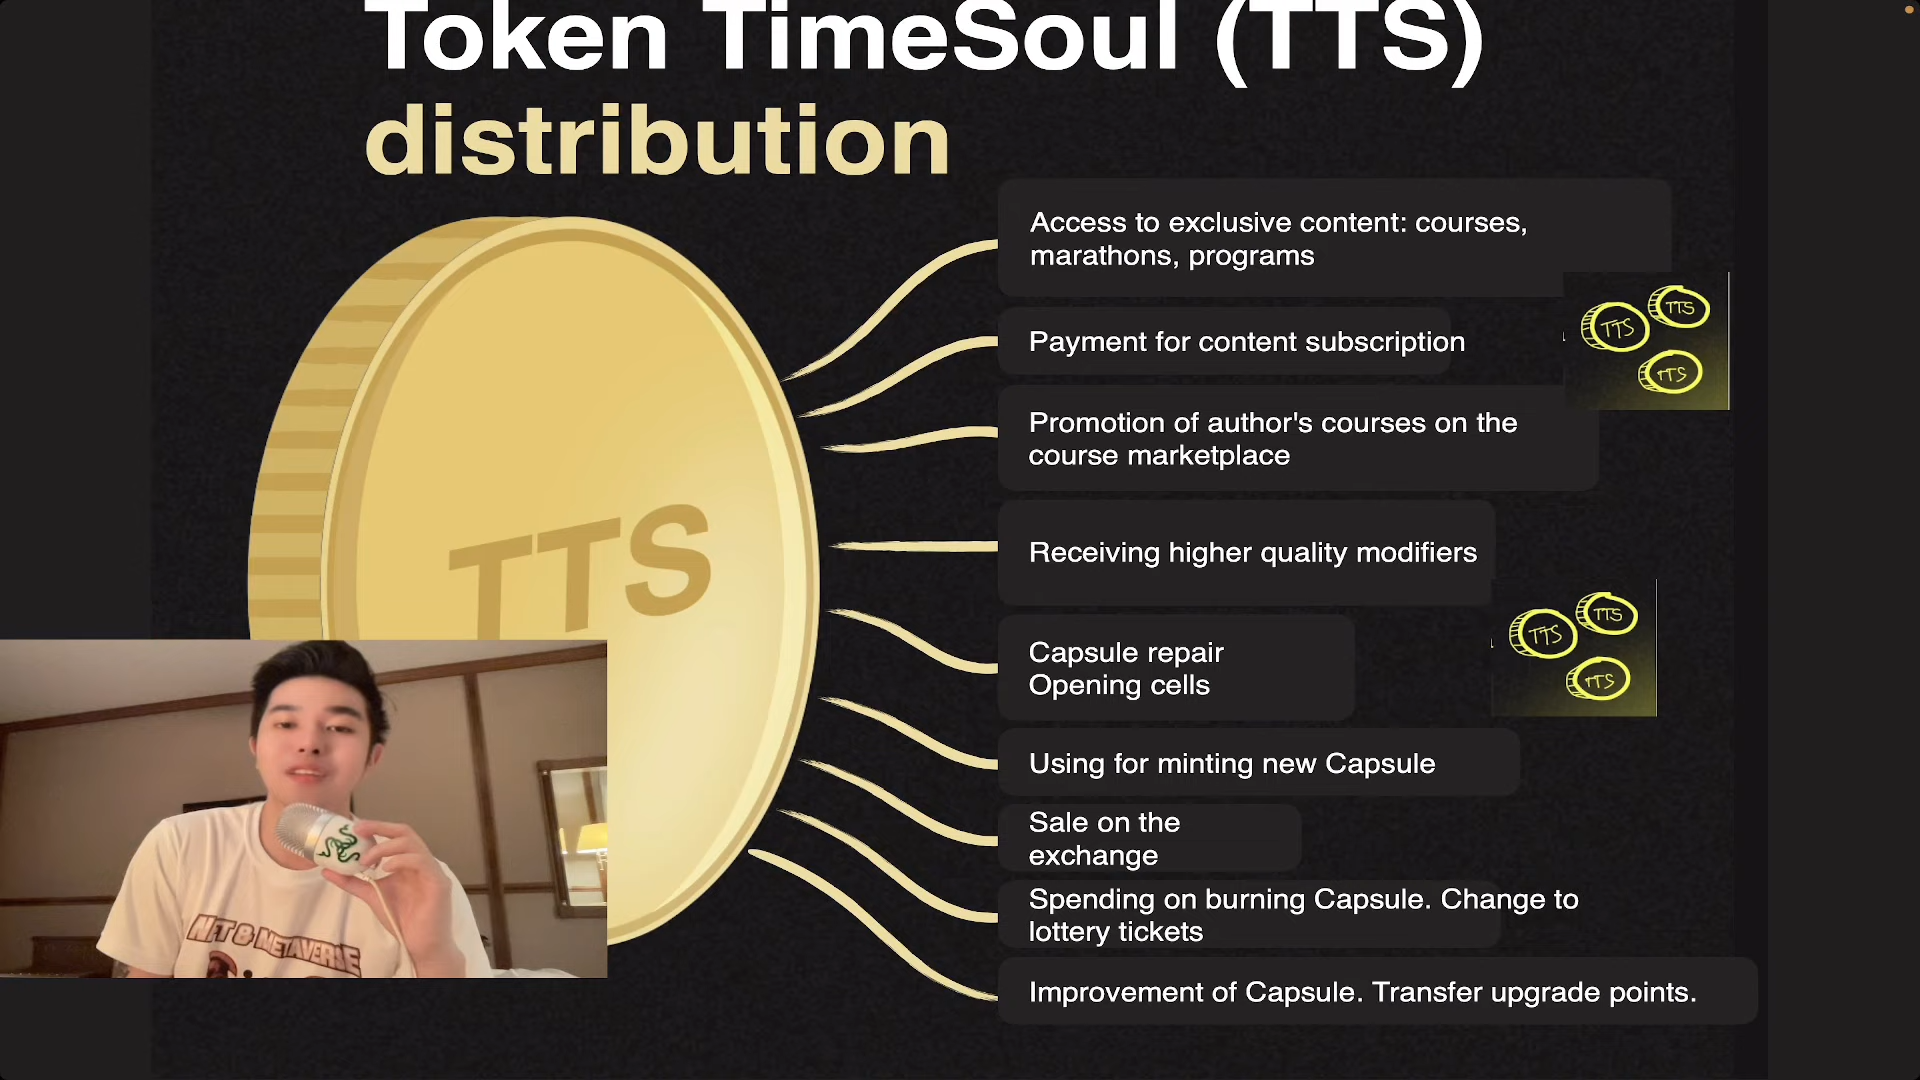 Token TimeSoul (TTS)
distribution
Access to exclusive content: courses,
marathons, programs
Payment for content subscription
Promotion of author's courses on the
course marketplace
Receiving higher quality modifiers
Capsule repair
Opening cells
Using for minting new Capsule
Sale on the
exchange
Spending on burning Capsule. Change to
lottery tickets
Improvement of Capsule. Transfer upgrade points.
TTS
TTS
TTS
TTS
TTS
TTS
TTS
NFT & METAVERSE